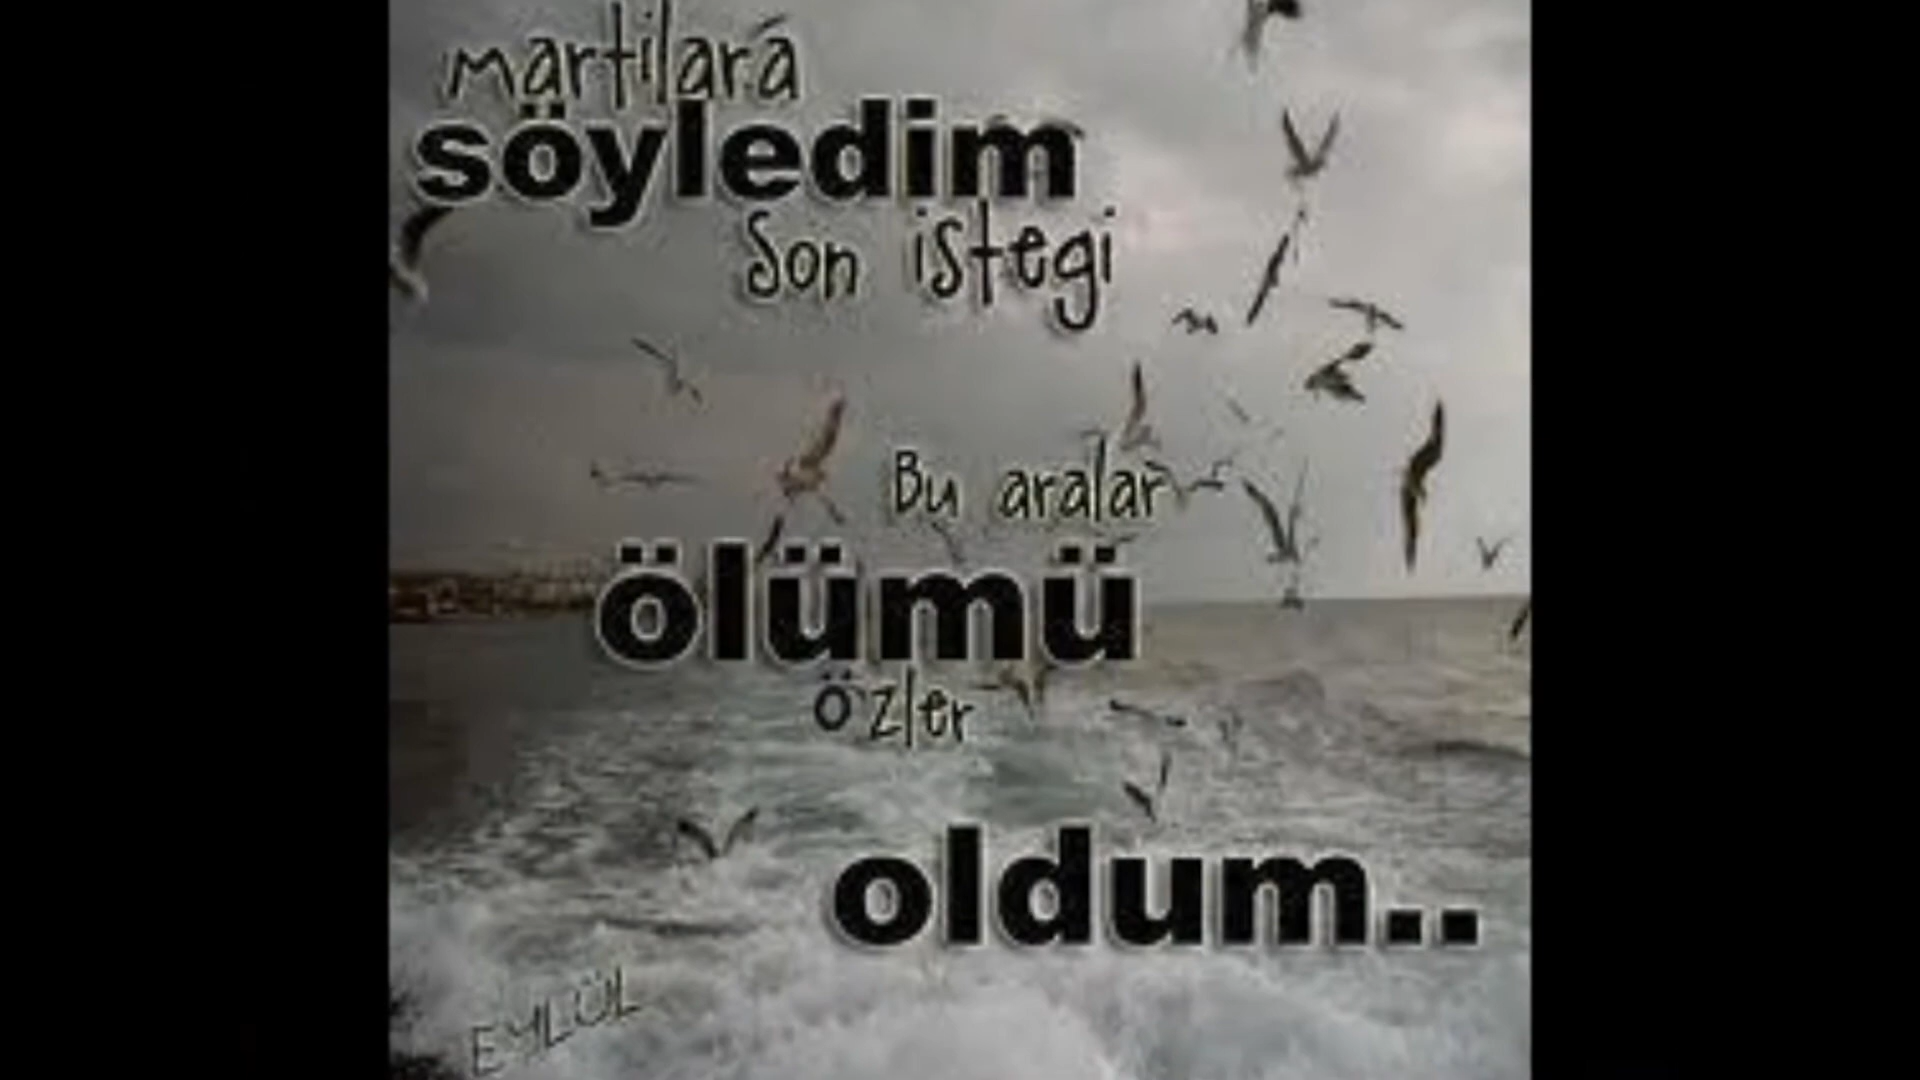 martilara
söyledim
Son istegi
Bu aralar
ölümü
özler
oldum..
EYLÜL